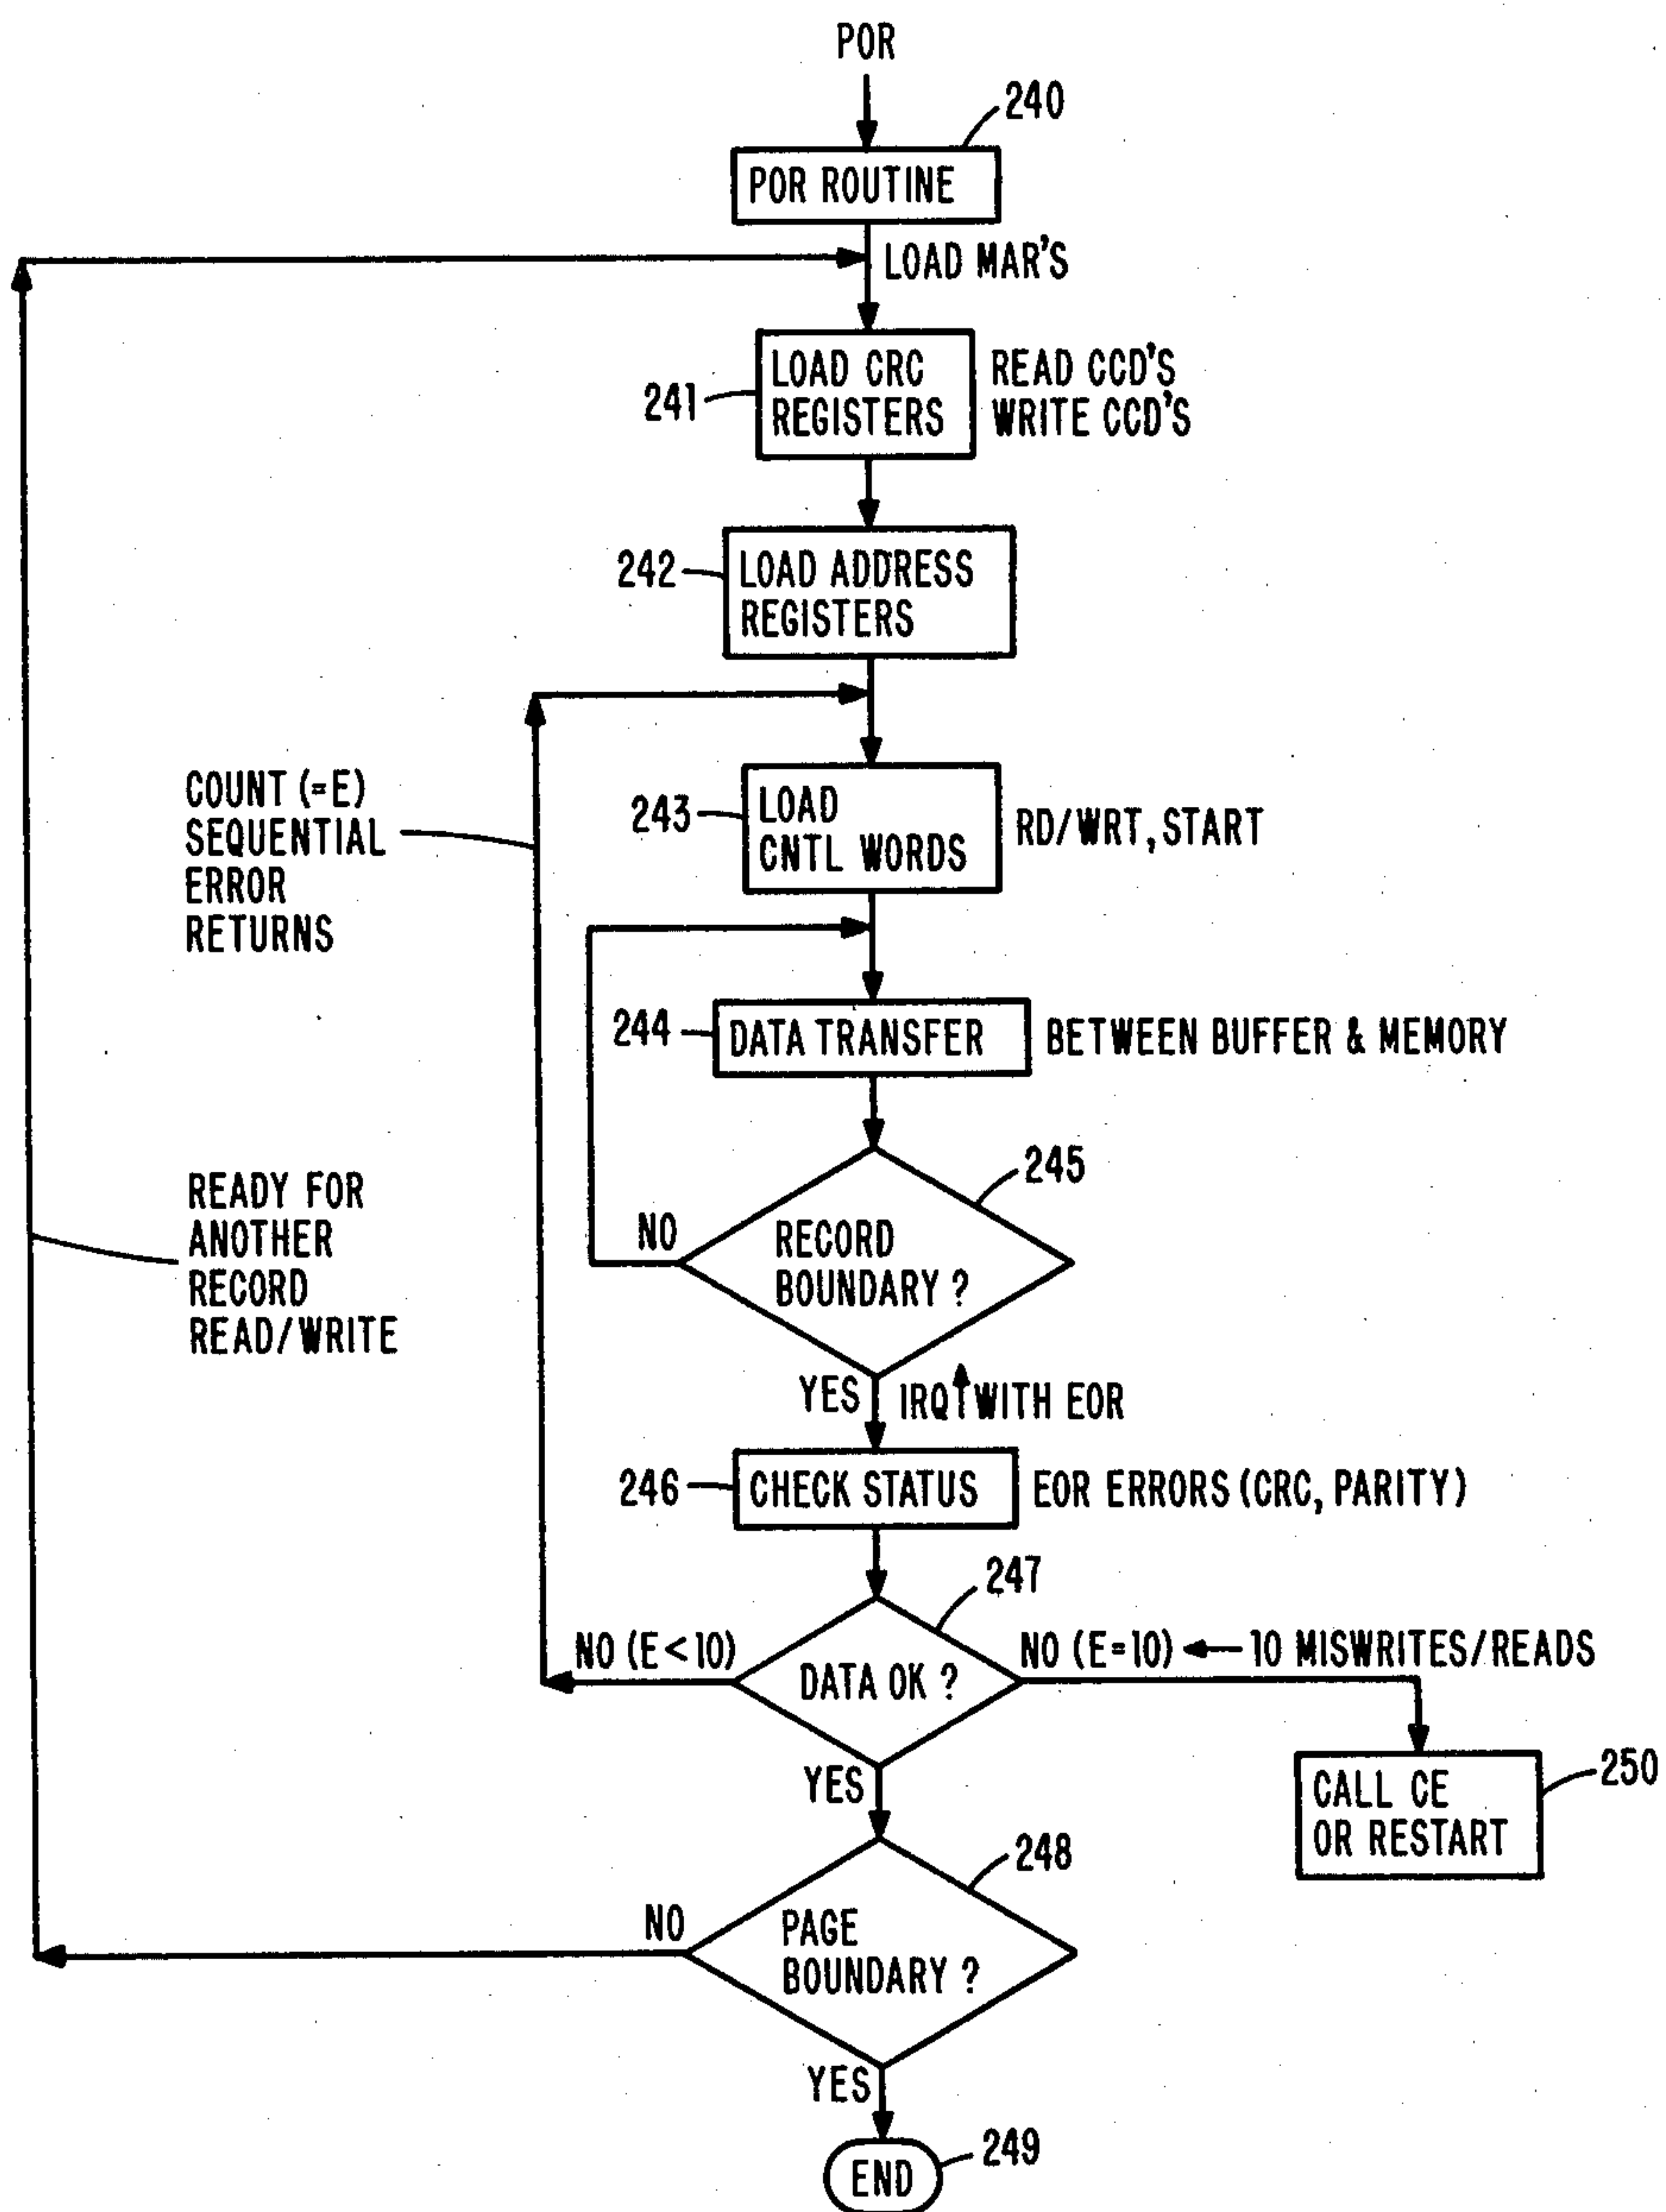 POR
240
POR ROUTINE
LOAD MAR'S
241
LOAD CRC
REGISTERS
READ CCD'S
WRITE CCD'S
242
LOAD ADDRESS
REGISTERS
COUNT (=E)
SEQUENTIAL
ERROR
RETURNS
243
LOAD
CNTL WORDS
RD/WRT, START
244
DATA TRANSFER
BETWEEN BUFFER & MEMORY
245
NO
RECORD
BOUNDARY ?
READY FOR
ANOTHER
RECORD
READ/WRITE
YES
IRQ↑WITH EOR
246
CHECK STATUS
EOR ERRORS (CRC, PARITY)
247
NO (E<10)
DATA OK ?
NO (E=10) ← 10 MISWRITES/READS
YES
250
CALL CE
OR RESTART
248
NO
PAGE
BOUNDARY ?
YES
249
END